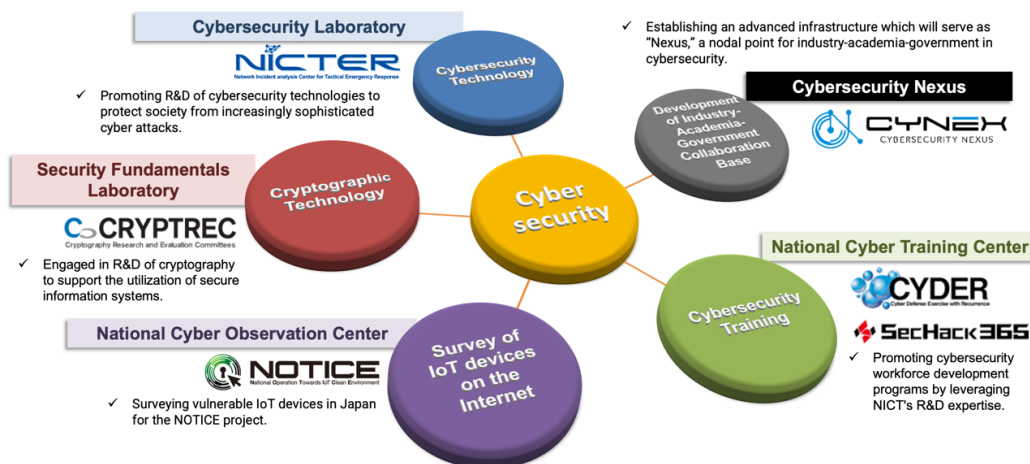 Cybersecurity Laboratory
NICTER
Network Incident analysis Center for Tactical Emergency Response
✓ Promoting R&D of cybersecurity technologies to
protect society from increasingly sophisticated
cyber attacks.
Cybersecurity
Technology
✓ Establishing an advanced infrastructure which will serve as
“Nexus,” a nodal point for industry-academia-government in
cybersecurity.
Cybersecurity Nexus
CYNEX
CYBERSECURITY NEXUS
Development
of Industry-
Academia-
Government
Collaboration
Base
Security Fundamentals
Laboratory
CRYPTREC
Cryptography Research and Evaluation Committees
✓ Engaged in R&D of cryptography
to support the utilization of secure
information systems.
Cryptographic
Technology
Cyber
security
National Cyber Training Center
CYDER
Cyber Defense Exercise with Recurrence
SecHack365
✓ Promoting cybersecurity
workforce development
programs by leveraging
NICT's R&D expertise.
Cybersecurity
Training
National Cyber Observation Center
NOTICE
National Operation Towards IoT Clean Environment
✓ Surveying vulnerable IoT devices in Japan
for the NOTICE project.
Survey of
IoT devices
on the
Internet